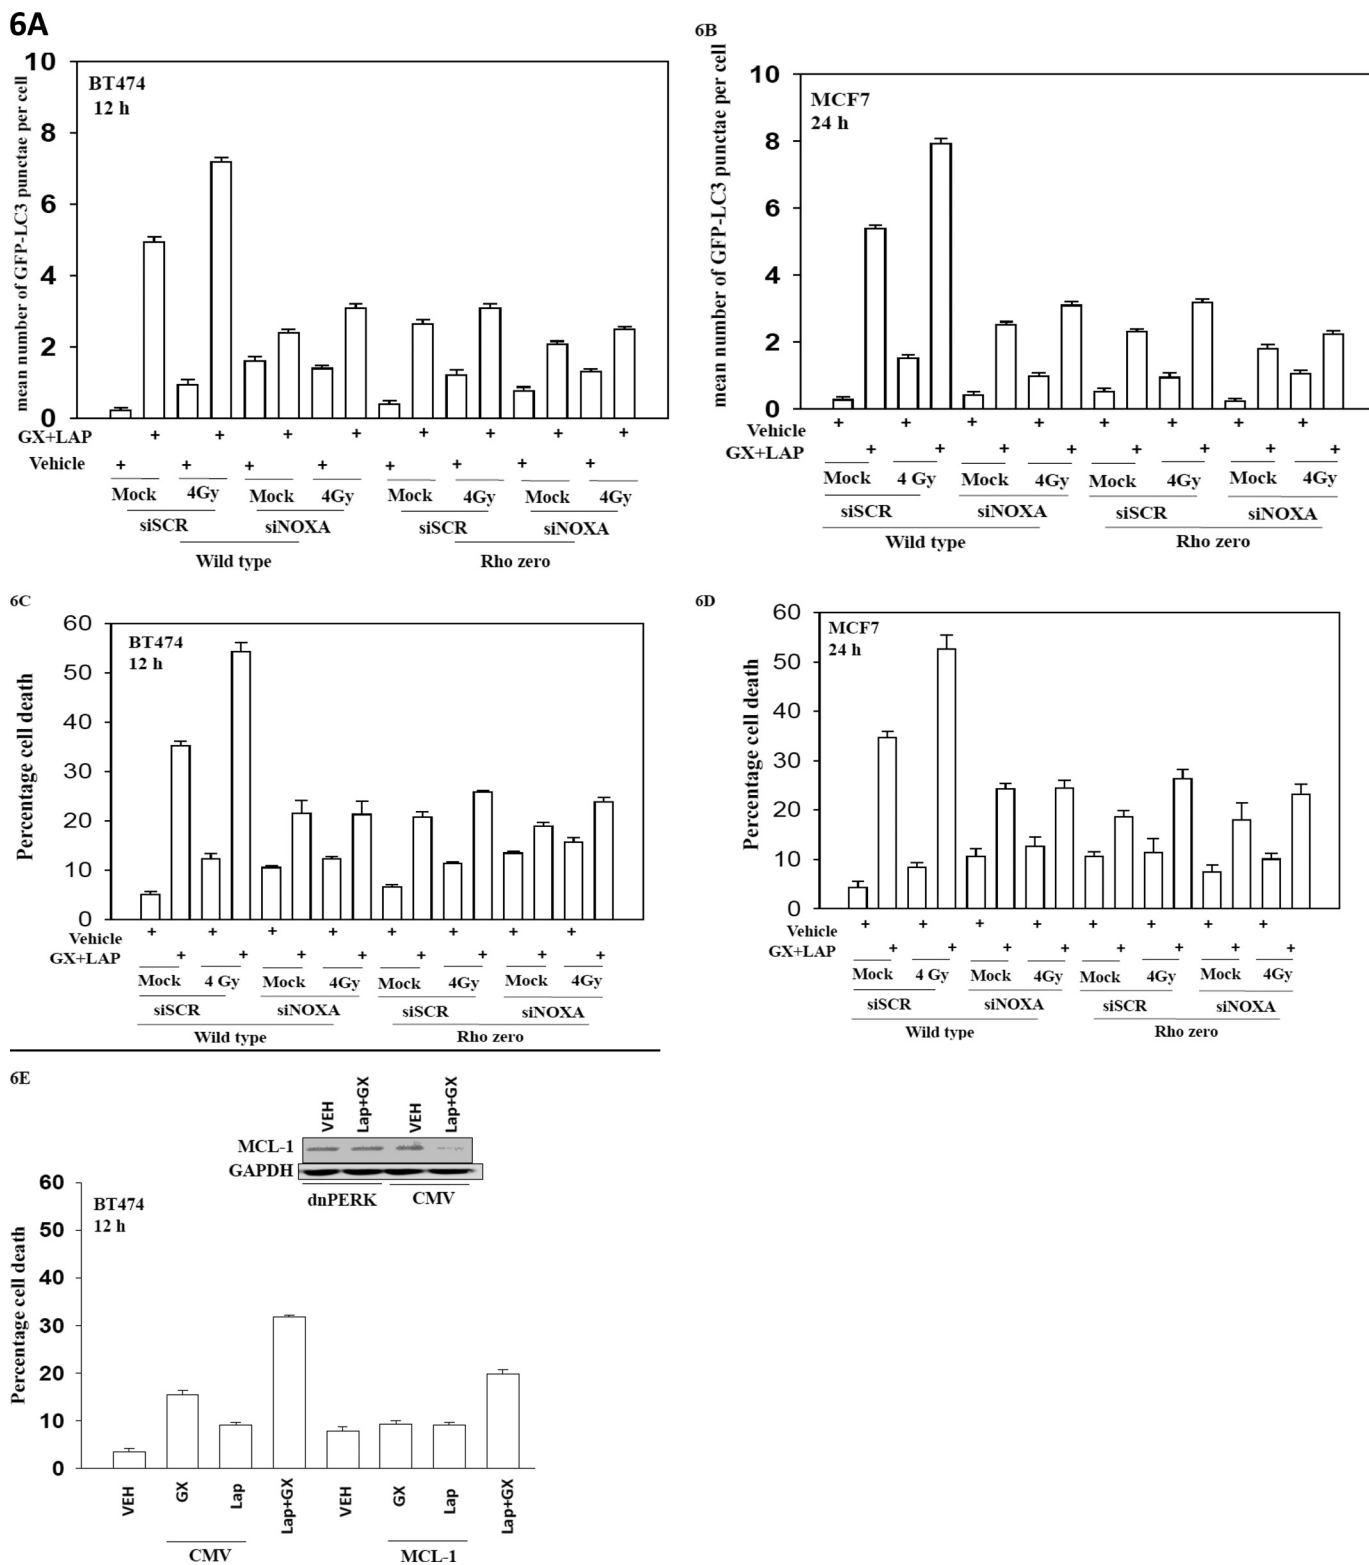 6A
mean number of GFP-LC3 punctae per cell
BT474
12 h
10
8
6
4
2
0
GX+LAP + + + + + + + +
Vehicle + + + + + + + +
Mock 4Gy Mock 4Gy Mock 4Gy Mock 4Gy
siSCR siNOXA siSCR siNOXA
Wild type Rho zero
6B
mean number of GFP-LC3 punctae per cell
MCF7
24 h
10
8
6
4
2
0
Vehicle + + + + + + + +
GX+LAP + + + + + + + +
Mock 4 Gy Mock 4Gy Mock 4Gy Mock 4Gy
siSCR siNOXA siSCR siNOXA
Wild type Rho zero
6C
Percentage cell death
BT474
12 h
60
50
40
30
20
10
0
Vehicle + + + + + + + +
GX+LAP + + + + + + + +
Mock 4 Gy Mock 4Gy Mock 4Gy Mock 4Gy
siSCR siNOXA siSCR siNOXA
Wild type Rho zero
6D
Percentage cell death
MCF7
24 h
60
50
40
30
20
10
0
Vehicle + + + + + + + +
GX+LAP + + + + + + + +
Mock 4 Gy Mock 4Gy Mock 4Gy Mock 4Gy
siSCR siNOXA siSCR siNOXA
Wild type Rho zero
6E
VEH Lap+GX VEH Lap+GX
MCL-1
GAPDH
dnPERK CMV
Percentage cell death
BT474
12 h
60
50
40
30
20
10
0
VEH GX Lap Lap+GX VEH GX Lap Lap+GX
CMV MCL-1